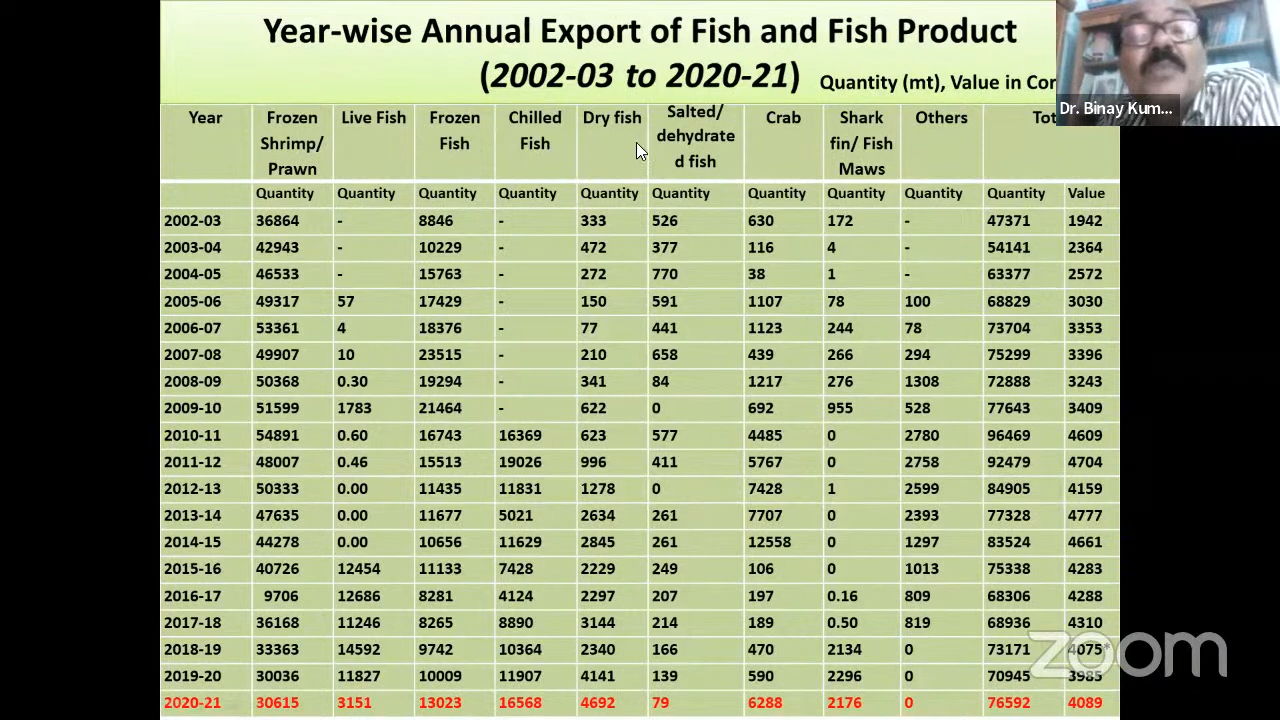 Year-wise Annual Export of Fish and Fish Product
(2002-03 to 2020-21) Quantity (mt), Value in Cor
Dr. Binay Kum...
Year Frozen Shrimp/ Prawn Live Fish Frozen Fish Chilled Fish Dry fish Salted/ dehydrate d fish Crab Shark fin/ Fish Maws Others Tot
Quantity Quantity Quantity Quantity Quantity Quantity Quantity Quantity Quantity Quantity Value
2002-03 36864 - 8846 - 333 526 630 172 - 47371 1942
2003-04 42943 - 10229 - 472 377 116 4 - 54141 2364
2004-05 46533 - 15763 - 272 770 38 1 - 63377 2572
2005-06 49317 57 17429 - 150 591 1107 78 100 68829 3030
2006-07 53361 4 18376 - 77 441 1123 244 78 73704 3353
2007-08 49907 10 23515 - 210 658 439 266 294 75299 3396
2008-09 50368 0.30 19294 - 341 84 1217 276 1308 72888 3243
2009-10 51599 1783 21464 - 622 0 692 955 528 77643 3409
2010-11 54891 0.60 16743 16369 623 577 4485 0 2780 96469 4609
2011-12 48007 0.46 15513 19026 996 411 5767 0 2758 92479 4704
2012-13 50333 0.00 11435 11831 1278 0 7428 1 2599 84905 4159
2013-14 47635 0.00 11677 5021 2634 261 7707 0 2393 77328 4777
2014-15 44278 0.00 10656 11629 2845 261 12558 0 1297 83524 4661
2015-16 40726 12454 11133 7428 2229 249 106 0 1013 75338 4283
2016-17 9706 12686 8281 4124 2297 207 197 0.16 809 68306 4288
2017-18 36168 11246 8265 8890 3144 214 189 0.50 819 68936 4310
2018-19 33363 14592 9742 10364 2340 166 470 2134 0 73171 4075*
2019-20 30036 11827 10009 11907 4141 139 590 2296 0 70945 3985
2020-21 30615 3151 13023 16568 4692 79 6288 2176 0 76592 4089
zoom